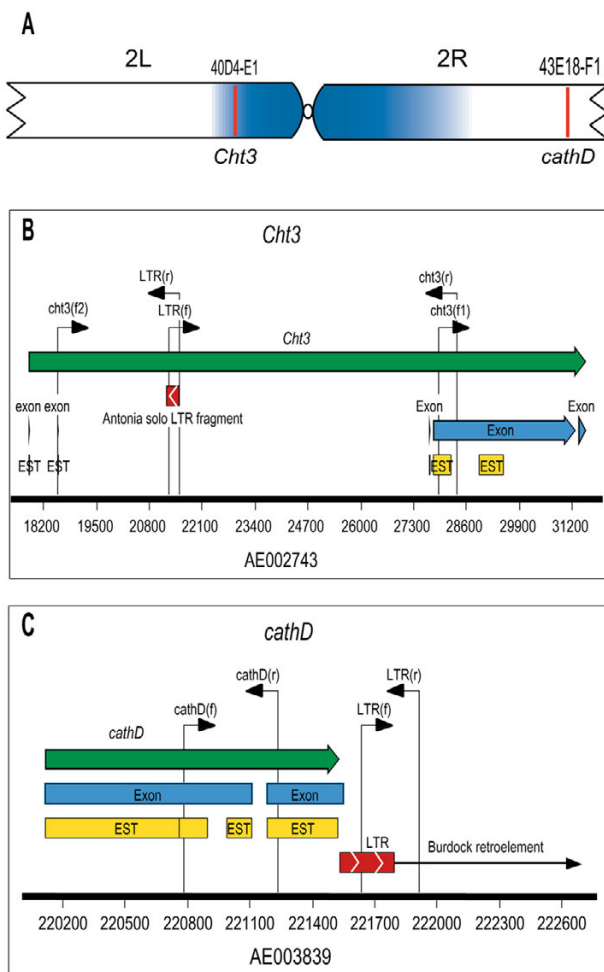 A
2L
2R
40D4-E1
43E18-F1
Cht3
cathD
B
Cht3
LTR(r)
cht3(r)
cht3(f2)
LTR(f)
cht3(f1)
Cht3
exon exon
Exon
Exon
Antonia solo LTR fragment
Exon
EST EST
EST
EST
18200 19500 20800 22100 23400 24700 26000 27300 28600 29900 31200
AE002743
C
cathD
cathD(r)
LTR(r)
cathD(f)
LTR(f)
cathD
Exon
Exon
EST
EST
EST
LTR
Burdock retroelement
220200 220500 220800 221100 221400 221700 222000 222300 222600
AE003839